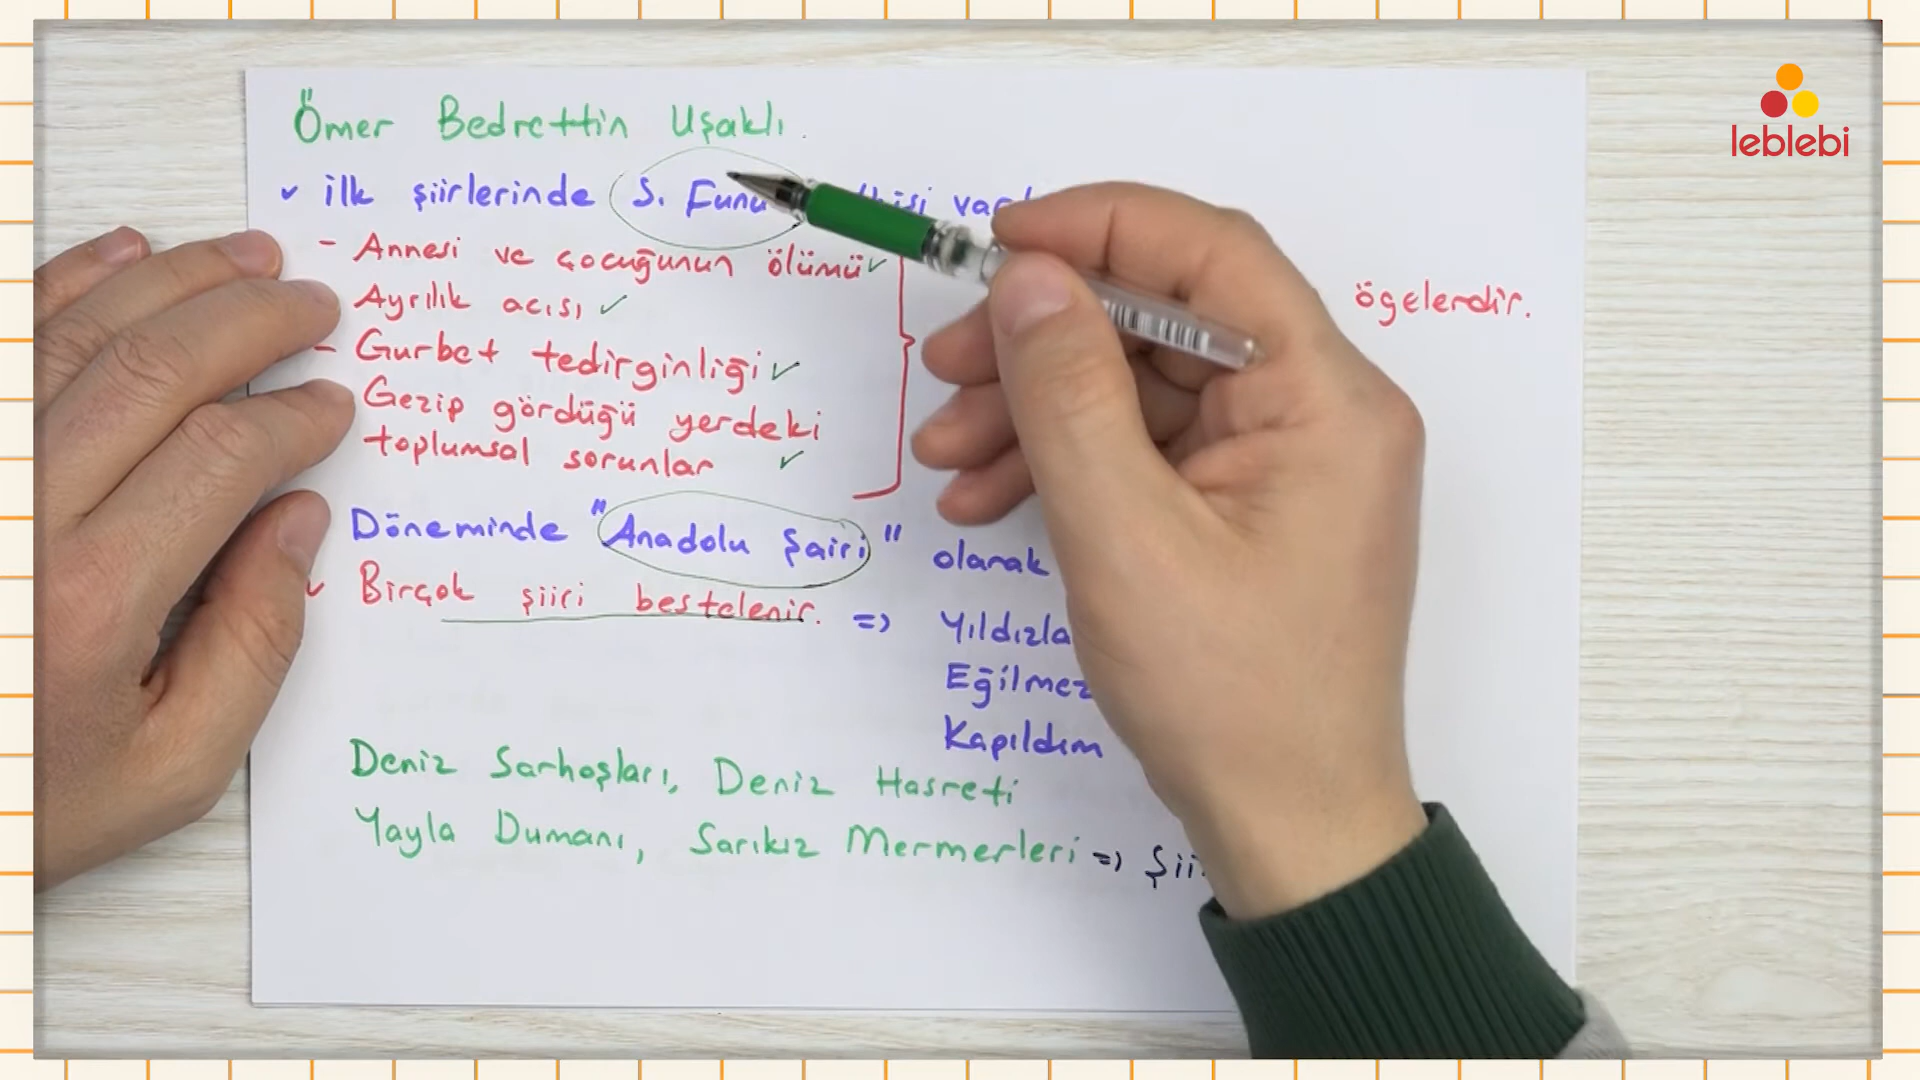 leblebi
Ömer Bedrettin Uşaklı.
✓ ilk şiirlerinde S. Funu
- Annesi ve çocuğunun ölümü ✓
Ayrılık acısı ✓
ögelerdir.
- Gurbet tedirginliği ✓
Gezip gördüğü yerdeki
toplumsal sorunlar ✓
Döneminde "Anadolu Şairi" olarak
✓ Birçok şiiri bestelenir. => Yıldızla
Eğilmez
Kapıldım
Deniz Sarhoşları, Deniz Hasreti
Yayla Dumanı, Sarıkız Mermerleri => Şii